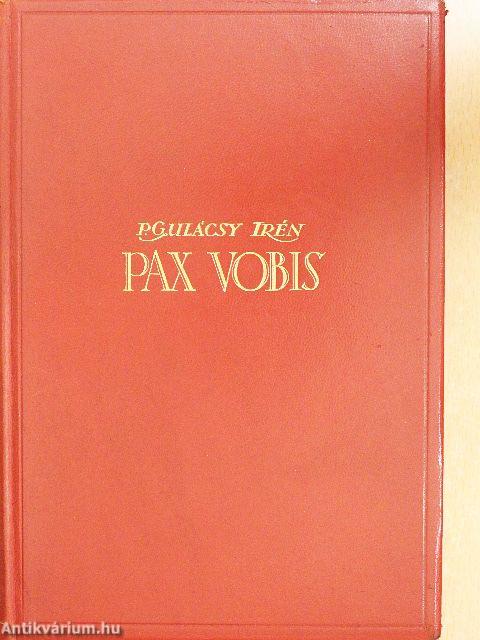 P. GULÁCSY IRÉN
PAX VOBIS
Antikvárium.hu